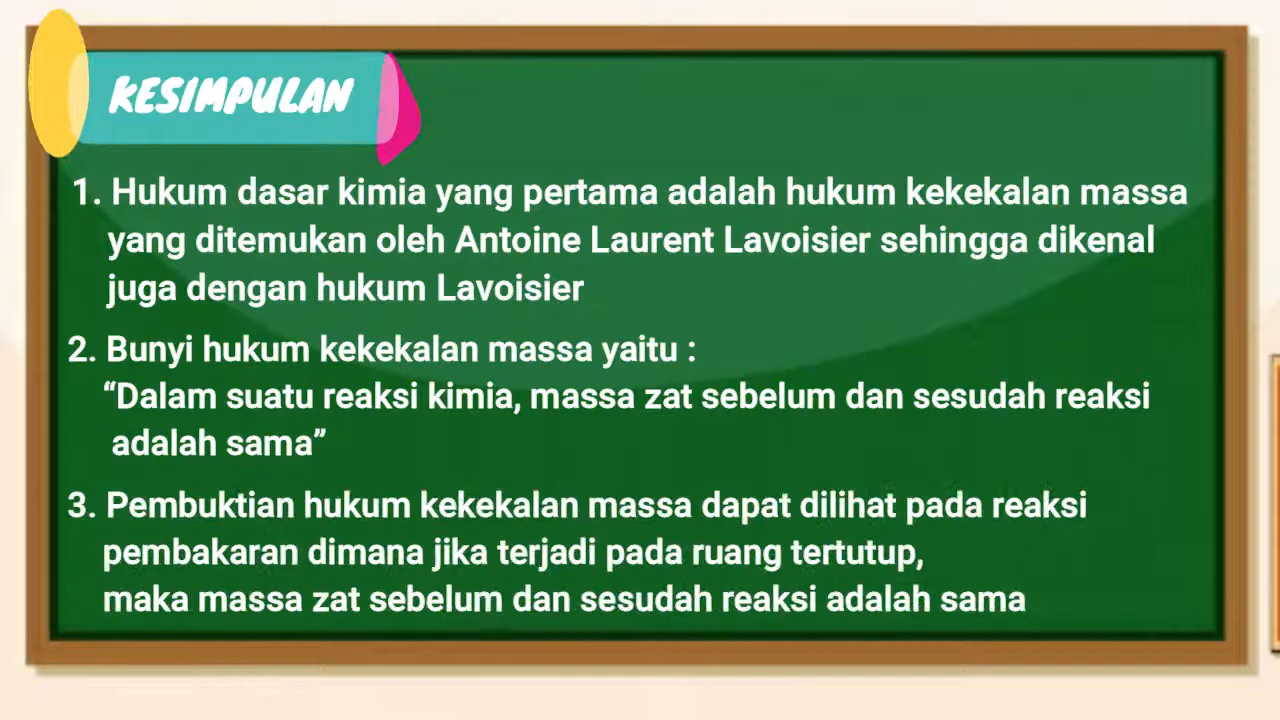 KESIMPULAN
1. Hukum dasar kimia yang pertama adalah hukum kekekalan massa
yang ditemukan oleh Antoine Laurent Lavoisier sehingga dikenal
juga dengan hukum Lavoisier
2. Bunyi hukum kekekalan massa yaitu :
“Dalam suatu reaksi kimia, massa zat sebelum dan sesudah reaksi
adalah sama”
3. Pembuktian hukum kekekalan massa dapat dilihat pada reaksi
pembakaran dimana jika terjadi pada ruang tertutup,
maka massa zat sebelum dan sesudah reaksi adalah sama